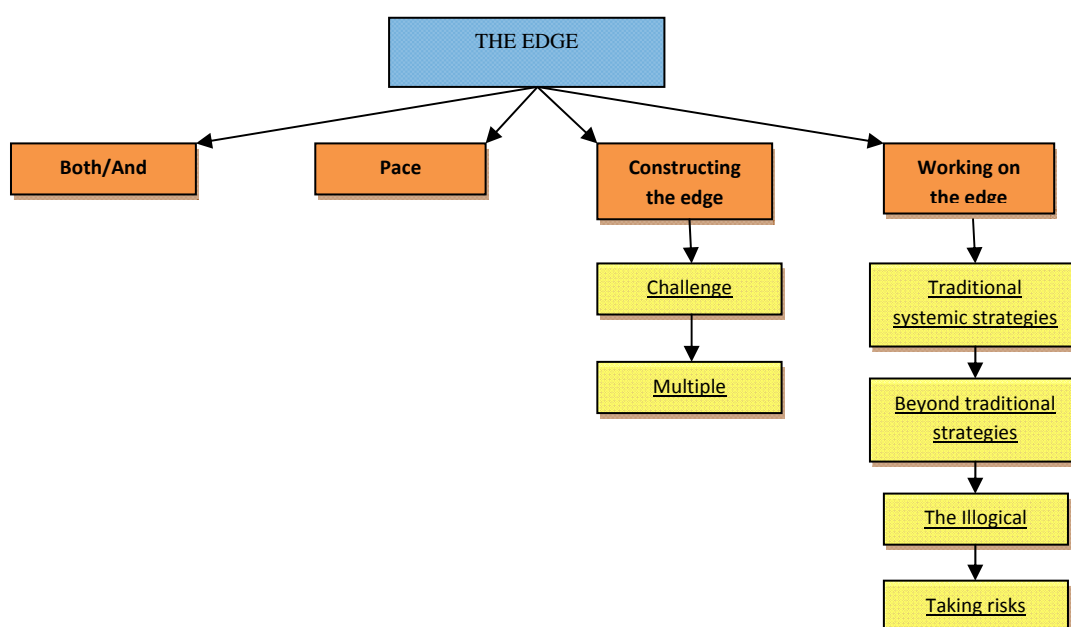 THE EDGE
Both/And
Pace
Constructing
the edge
Working on
the edge
Challenge
Multiple
Traditional
systemic strategies
Beyond traditional
strategies
The Illogical
Taking risks